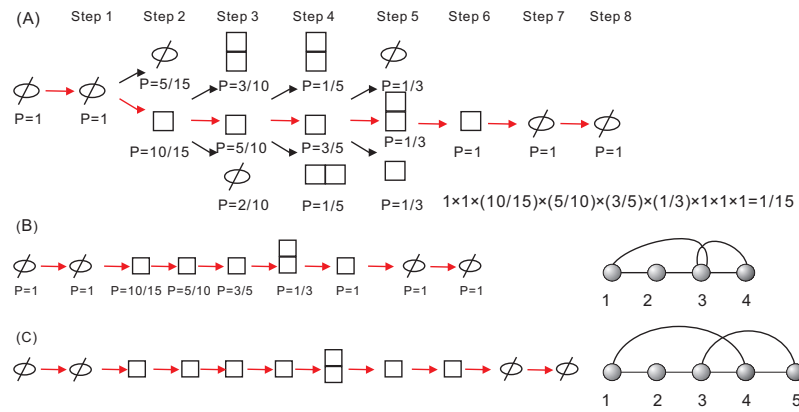 (A) Step 1 Step 2 Step 3 Step 4 Step 5 Step 6 Step 7 Step 8
P=5/15 P=3/10 P=1/5 P=1/3
P=1 P=1 P=10/15 P=5/10 P=3/5 P=1/3 P=1 P=1 P=1
P=2/10 P=1/5 P=1/3
1×1×(10/15)×(5/10)×(3/5)×(1/3)×1×1×1=1/15
(B)
P=1 P=1 P=10/15 P=5/10 P=3/5 P=1/3 P=1 P=1 P=1
1 2 3 4
(C)
1 2 3 4 5